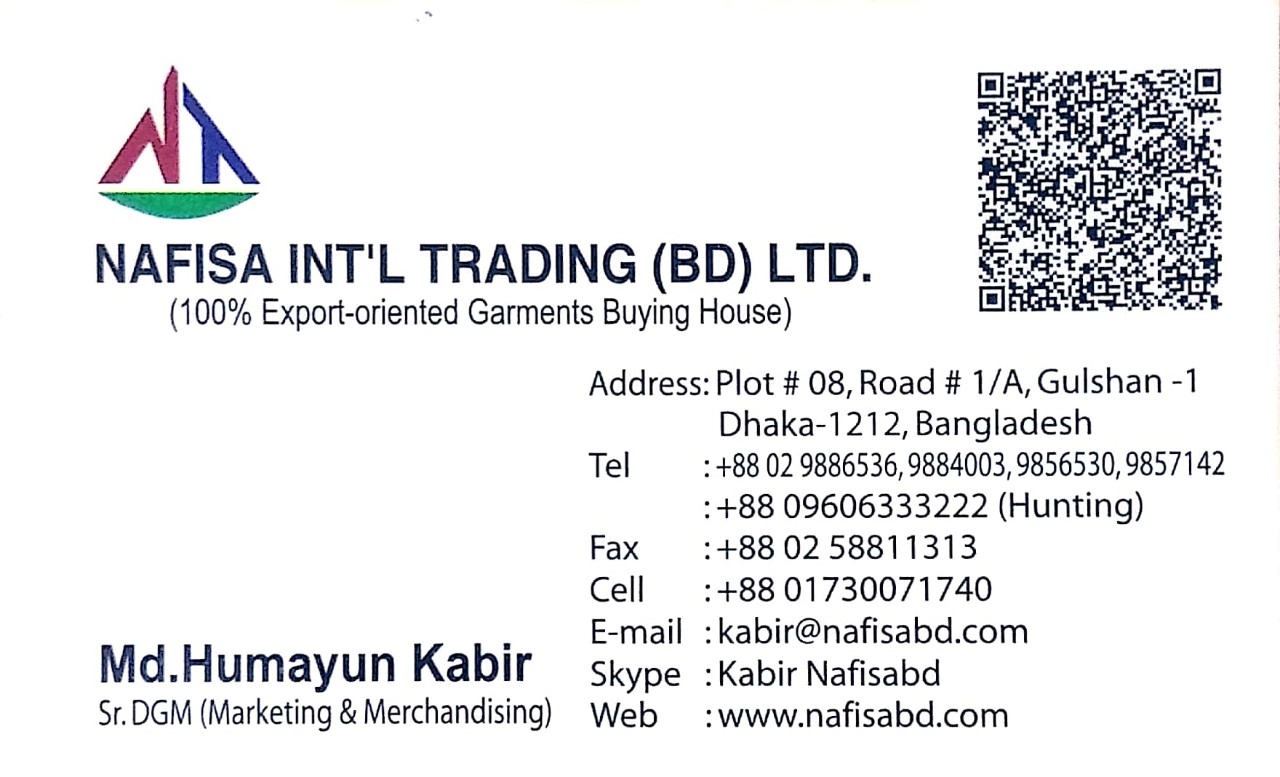 NAFISA INT'L TRADING (BD) LTD.
(100% Export-oriented Garments Buying House)
Address: Plot # 08, Road # 1/A, Gulshan -1
Dhaka-1212, Bangladesh
Tel : +88 02 9886536, 9884003, 9856530, 9857142
: +88 09606333222 (Hunting)
Fax : +88 02 58811313
Cell : +88 01730071740
E-mail : kabir@nafisabd.com
Skype : Kabir Nafisabd
Web : www.nafisabd.com
Md.Humayun Kabir
Sr. DGM (Marketing & Merchandising)